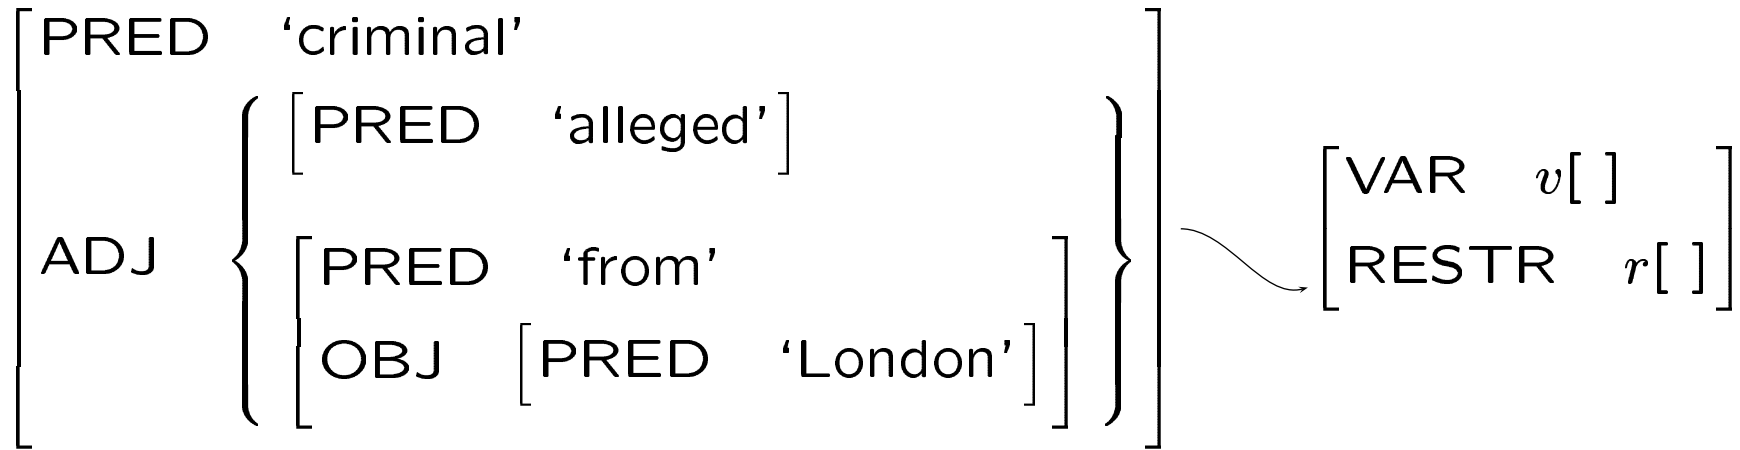 PRED ‘criminal’
[PRED ‘alleged’]
VAR v[ ]
ADJ
PRED ‘from’
RESTR r[ ]
OBJ [PRED ‘London’]